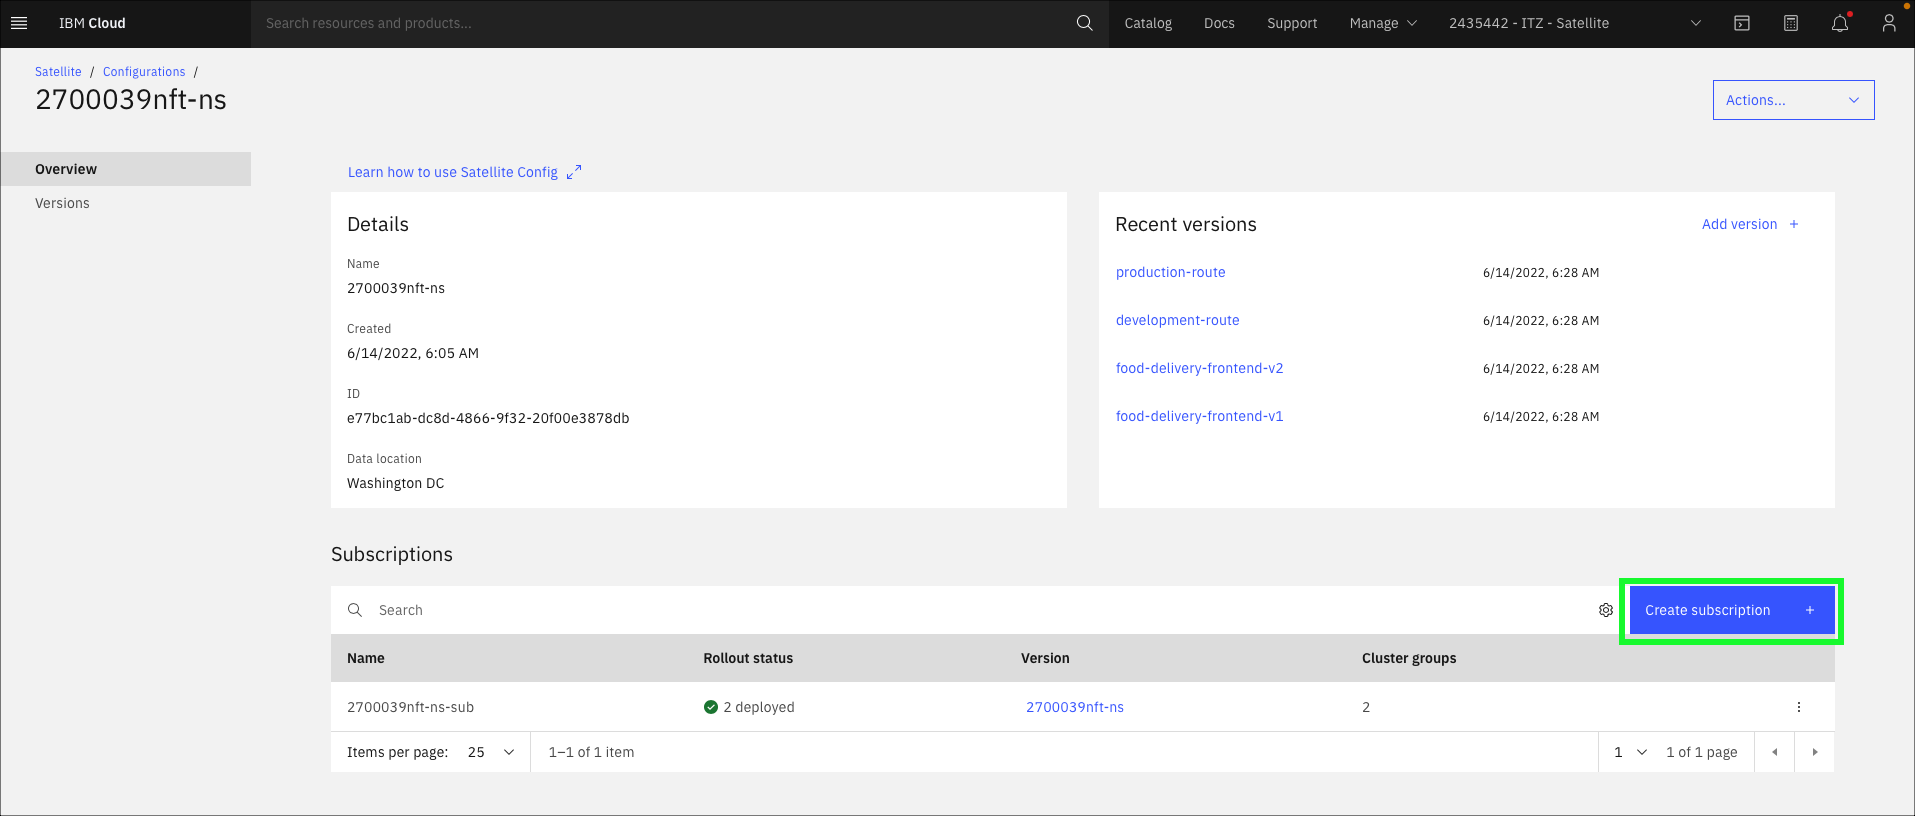 IBM Cloud
Search resources and products...
Catalog
Docs
Support
Manage
2435442 - ITZ - Satellite
Satellite / Configurations /
2700039nft-ns
Actions...
Overview
Versions
Learn how to use Satellite Config
Details
Name
2700039nft-ns
Created
6/14/2022, 6:05 AM
ID
e77bc1ab-dc8d-4866-9f32-20f00e3878db
Data location
Washington DC
Recent versions
Add version +
production-route 6/14/2022, 6:28 AM
development-route 6/14/2022, 6:28 AM
food-delivery-frontend-v2 6/14/2022, 6:28 AM
food-delivery-frontend-v1 6/14/2022, 6:28 AM
Subscriptions
Search
Create subscription +
Name Rollout status Version Cluster groups
2700039nft-ns-sub 2 deployed 2700039nft-ns 2
Items per page: 25 1–1 of 1 item 1 1 of 1 page